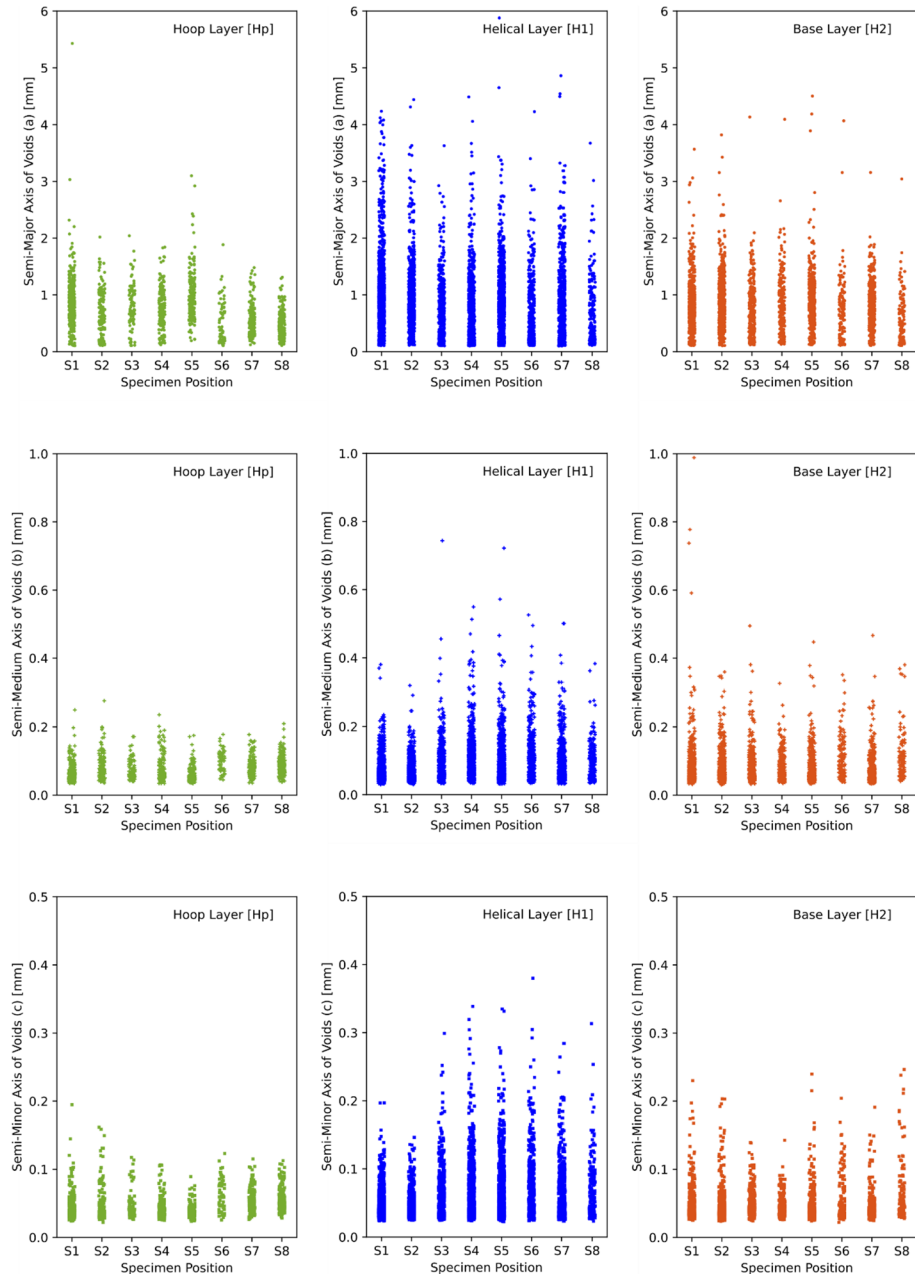 Hoop Layer [Hp]
Semi-Major Axis of Voids (a) [mm]
6
5
4
3
2
1
0
S1 S2 S3 S4 S5 S6 S7 S8
Specimen Position
Helical Layer [H1]
Semi-Major Axis of Voids (a) [mm]
6
5
4
3
2
1
0
S1 S2 S3 S4 S5 S6 S7 S8
Specimen Position
Base Layer [H2]
Semi-Major Axis of Voids (a) [mm]
6
5
4
3
2
1
0
S1 S2 S3 S4 S5 S6 S7 S8
Specimen Position
Hoop Layer [Hp]
Semi-Medium Axis of Voids (b) [mm]
1.0
0.8
0.6
0.4
0.2
0.0
S1 S2 S3 S4 S5 S6 S7 S8
Specimen Position
Helical Layer [H1]
Semi-Medium Axis of Voids (b) [mm]
1.0
0.8
0.6
0.4
0.2
0.0
S1 S2 S3 S4 S5 S6 S7 S8
Specimen Position
Base Layer [H2]
Semi-Medium Axis of Voids (b) [mm]
1.0
0.8
0.6
0.4
0.2
0.0
S1 S2 S3 S4 S5 S6 S7 S8
Specimen Position
Hoop Layer [Hp]
Semi-Minor Axis of Voids (c) [mm]
0.5
0.4
0.3
0.2
0.1
0.0
S1 S2 S3 S4 S5 S6 S7 S8
Specimen Position
Helical Layer [H1]
Semi-Minor Axis of Voids (c) [mm]
0.5
0.4
0.3
0.2
0.1
0.0
S1 S2 S3 S4 S5 S6 S7 S8
Specimen Position
Base Layer [H2]
Semi-Minor Axis of Voids (c) [mm]
0.5
0.4
0.3
0.2
0.1
0.0
S1 S2 S3 S4 S5 S6 S7 S8
Specimen Position